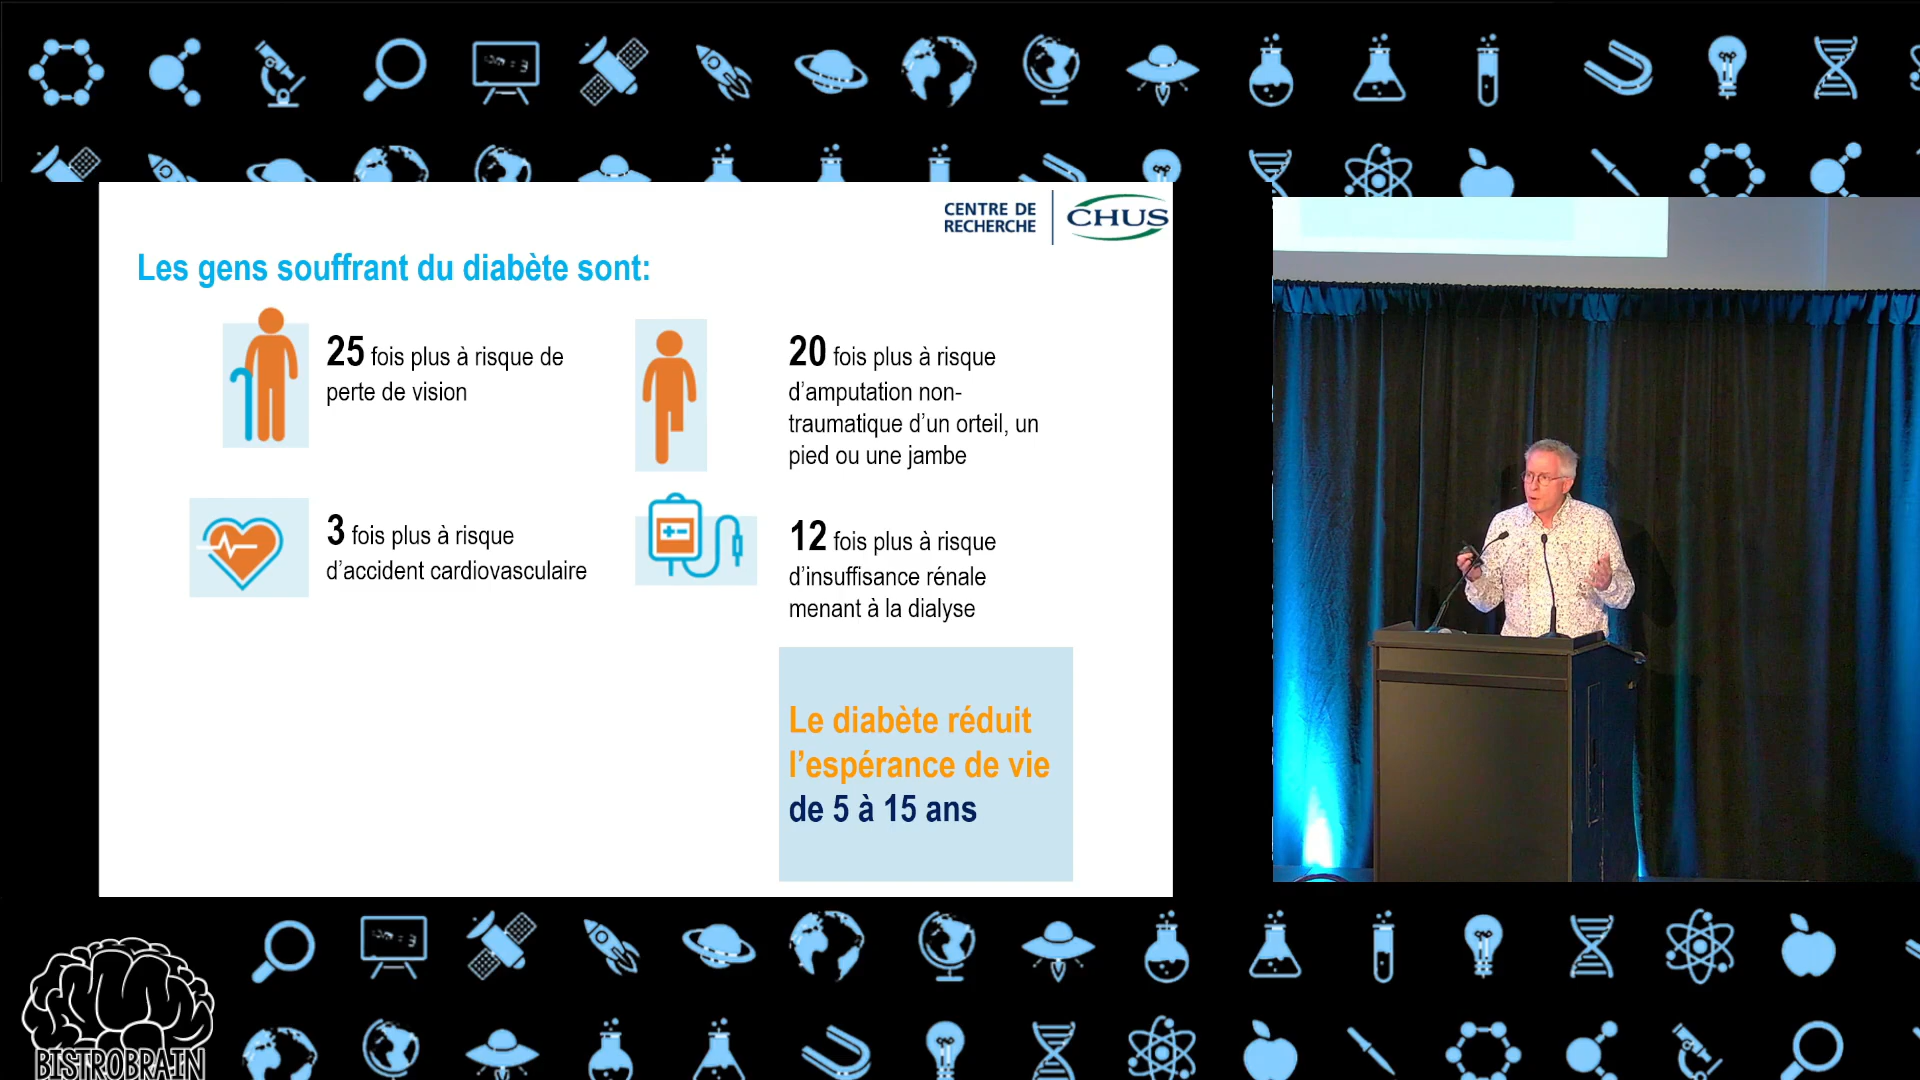 CENTRE DE
RECHERCHE
CHUS
Les gens souffrant du diabète sont:
25 fois plus à risque de
perte de vision
20 fois plus à risque
d’amputation non-
traumatique d’un orteil, un
pied ou une jambe
3 fois plus à risque
d’accident cardiovasculaire
12 fois plus à risque
d’insuffisance rénale
menant à la dialyse
Le diabète réduit
l’espérance de vie
de 5 à 15 ans
BISTROBRAIN